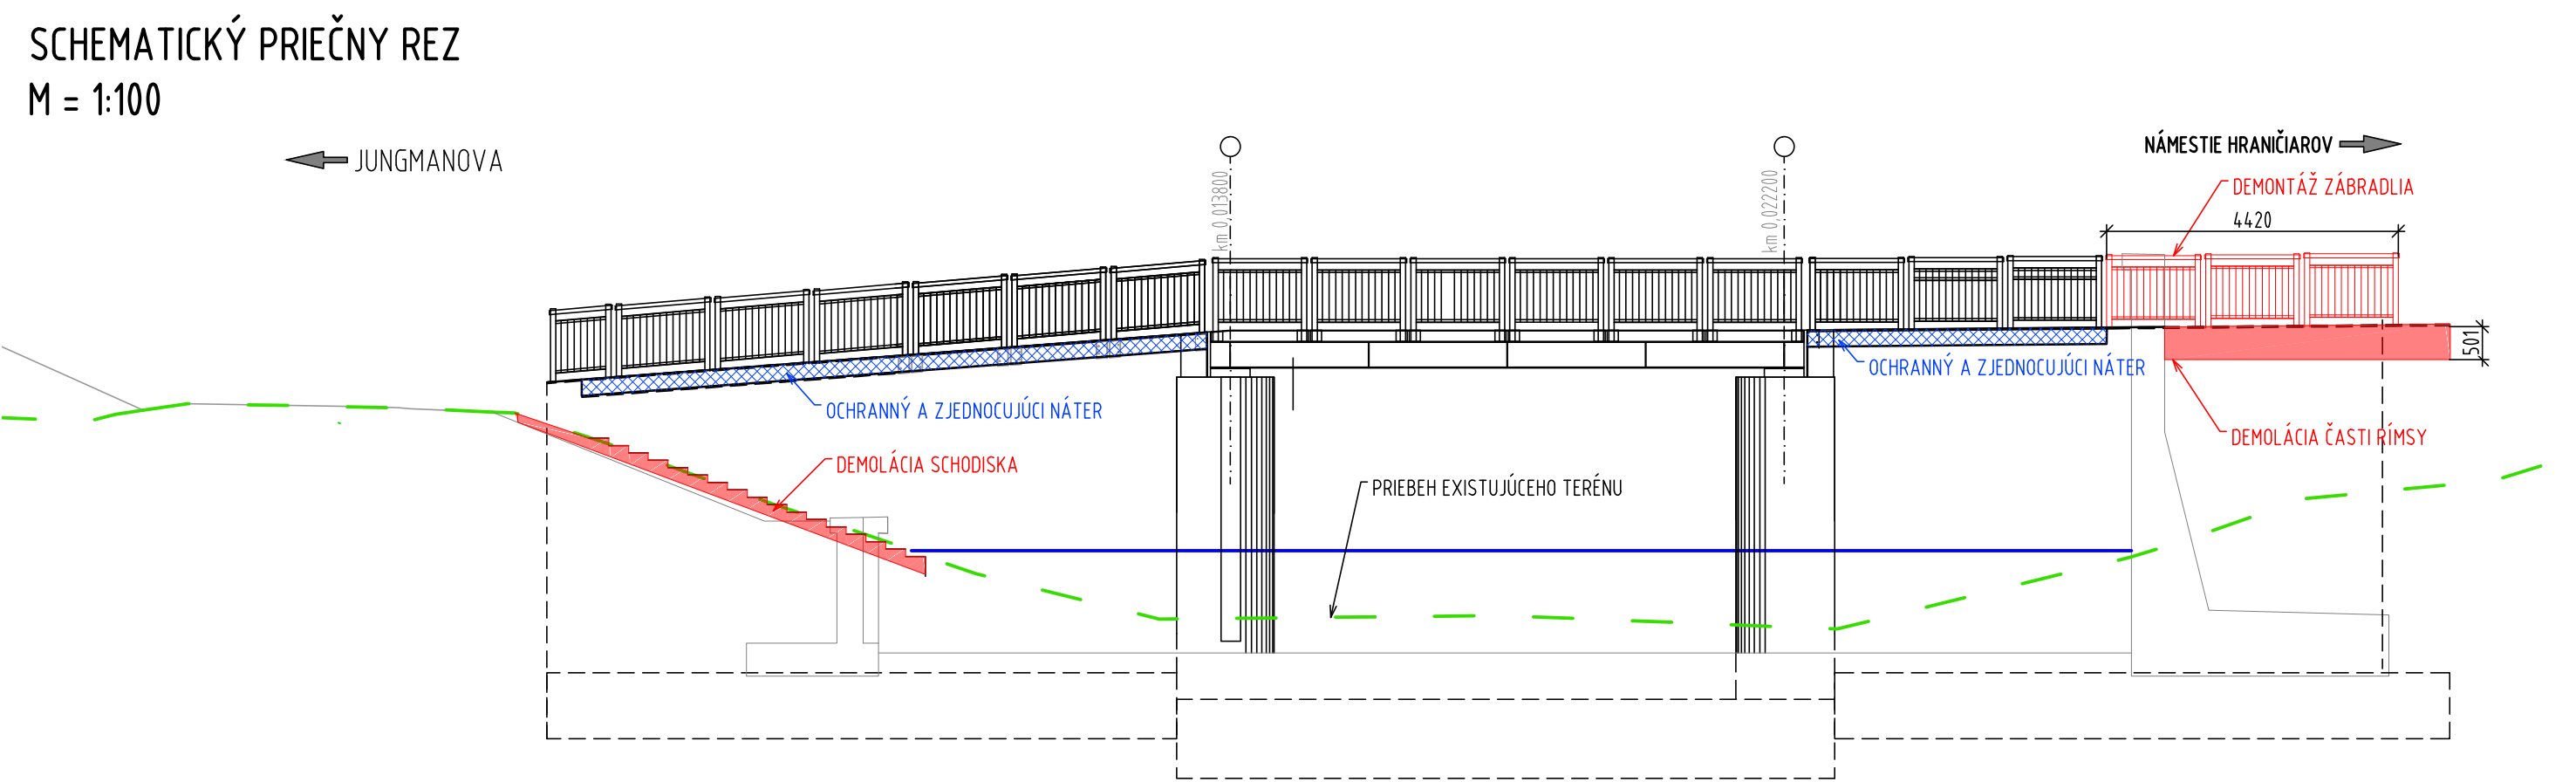 SCHEMATICKÝ PRIEČNY REZ
M = 1:100
JUNGMANOVA
NÁMESTIE HRANIČIAROV
km 0,013800
km 0,022200
DEMONTÁŽ ZÁBRADLIA
4420
501
OCHRANNÝ A ZJEDNOCUJÚCI NÁTER
OCHRANNÝ A ZJEDNOCUJÚCI NÁTER
DEMOLÁCIA ČASTI RÍMSY
DEMOLÁCIA SCHODISKA
PRIEBEH EXISTUJÚCEHO TERÉNU